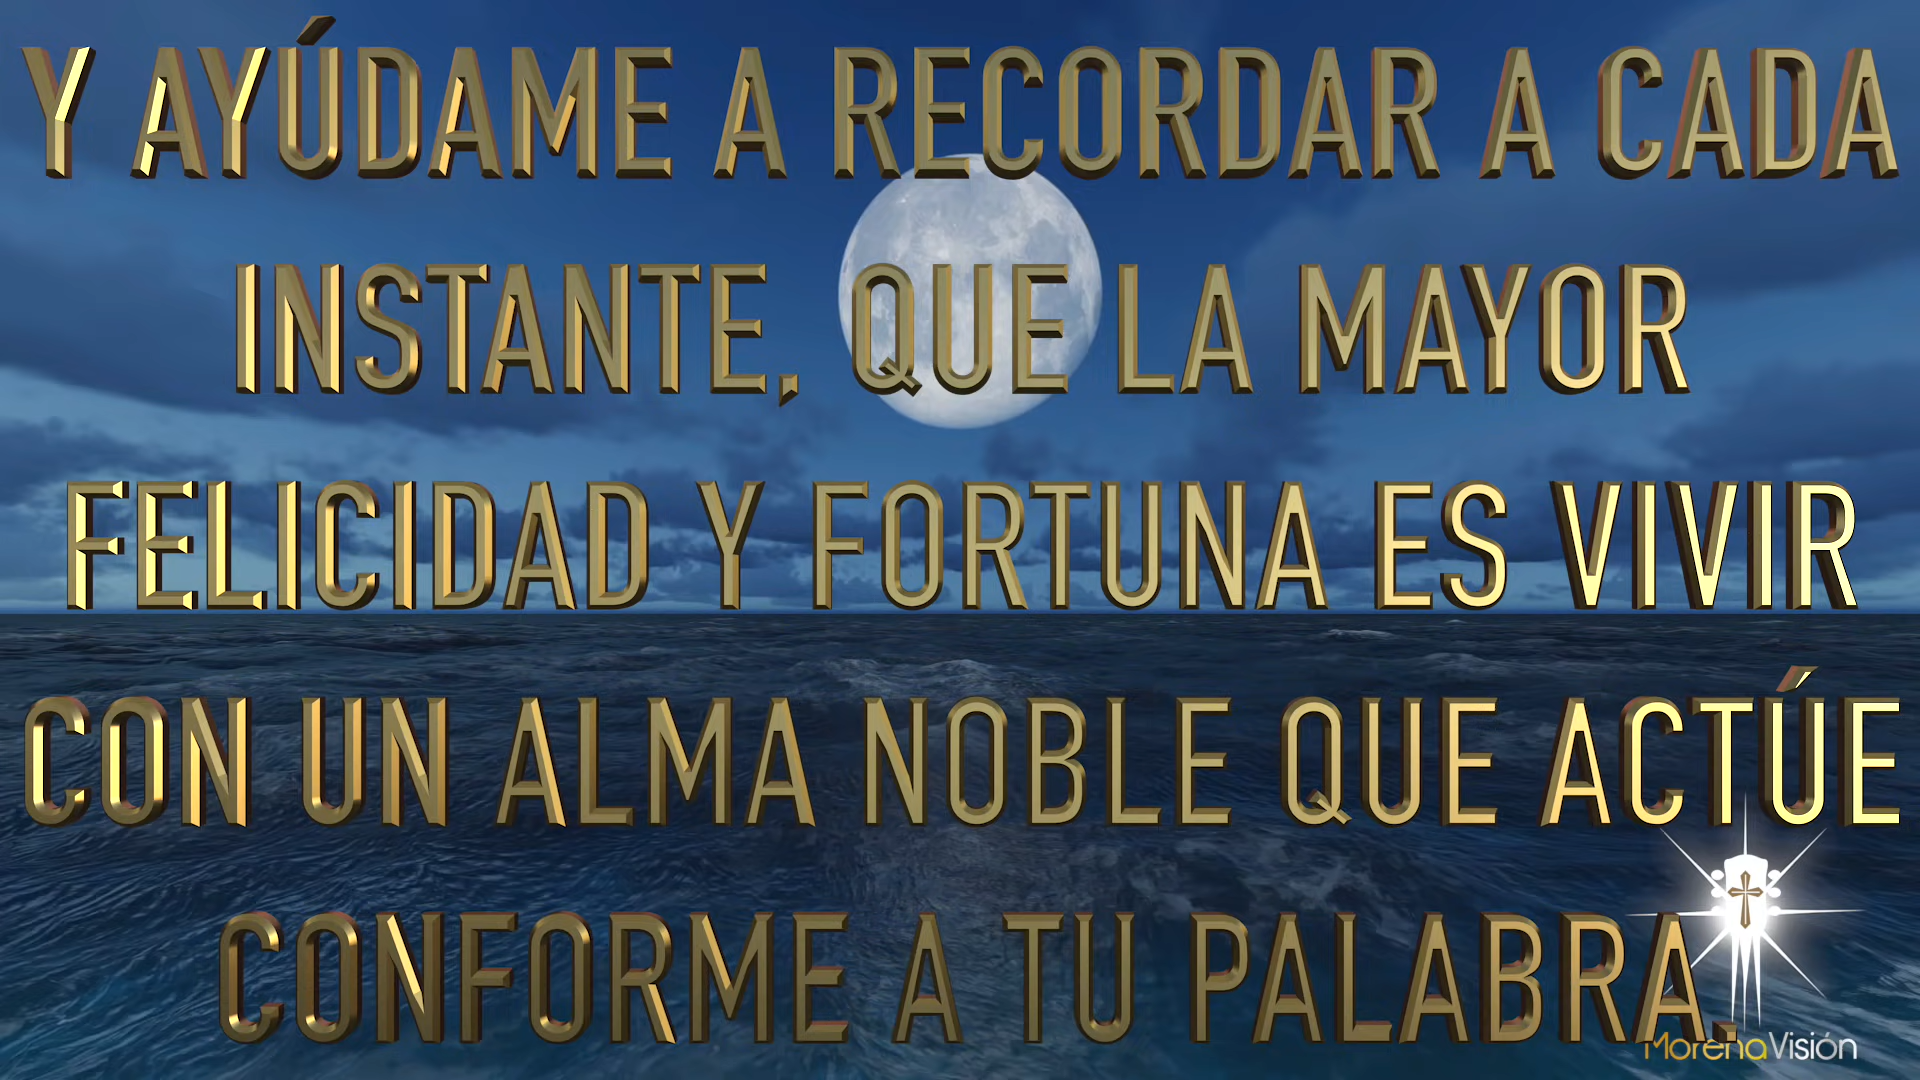 Y AYÚDAME A RECORDAR A CADA
INSTANTE, QUE LA MAYOR
FELICIDAD Y FORTUNA ES VIVIR
CON UN ALMA NOBLE QUE ACTÚE
CONFORME A TU PALABRA.
MorenaVisión